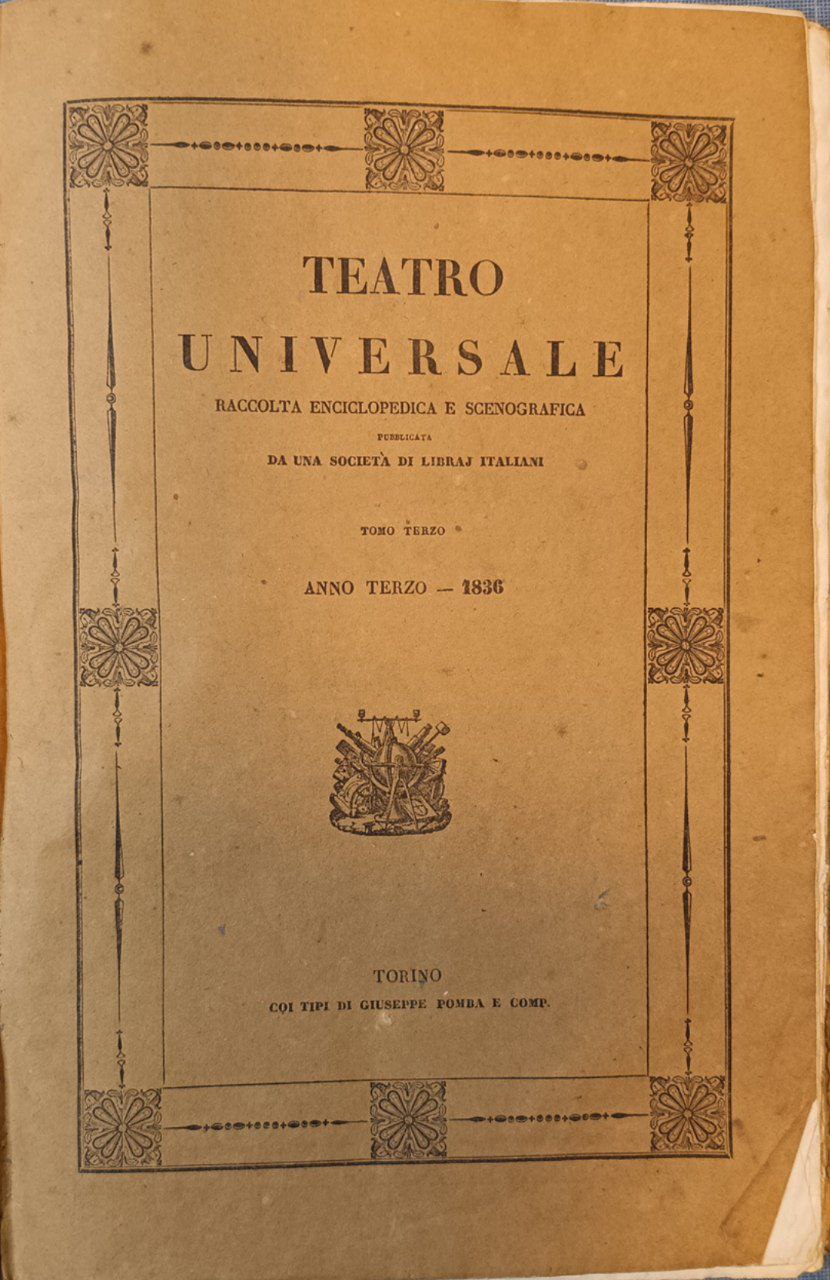 TEATRO
UNIVERSALE
RACCOLTA ENCICLOPEDICA E SCENOGRAFICA
PUBBLICATA
DA UNA SOCIETÀ DI LIBRAJ ITALIANI
TOMO TERZO
ANNO TERZO — 1836
TORINO
COI TIPI DI GIUSEPPE POMBA E COMP.